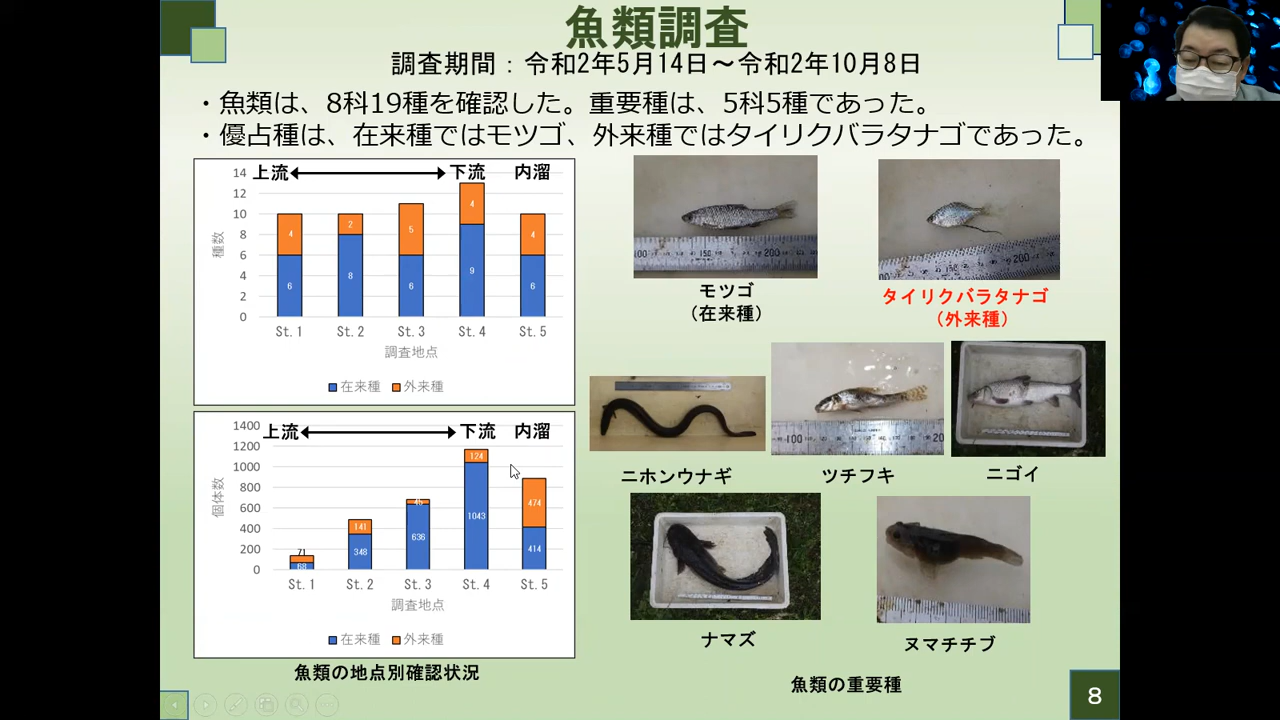 魚類調査
調査期間：令和2年5月14日～令和2年10月8日
・魚類は、8科19種を確認した。重要種は、5科5種であった。
・優占種は、在来種ではモツゴ、外来種ではタイリクバラタナゴであった。
上流 下流 内溜
14
12
10
8
6
4
2
0
種数
4 2 5 4 4
6 8 6 9 6
St.1 St.2 St.3 St.4 St.5
調査地点
在来種 外来種
上流 下流 内溜
1400
1200
1000
800
600
400
200
0
個体数
71 141 45 124 474
68 348 636 1043 414
St.1 St.2 St.3 St.4 St.5
調査地点
在来種 外来種
魚類の地点別確認状況
100 150 200
モツゴ
（在来種）
100 150 200
タイリクバラタナゴ
（外来種）
ニホンウナギ
100 20
ツチフキ
ニゴイ
ナマズ
ヌマチチブ
魚類の重要種
8